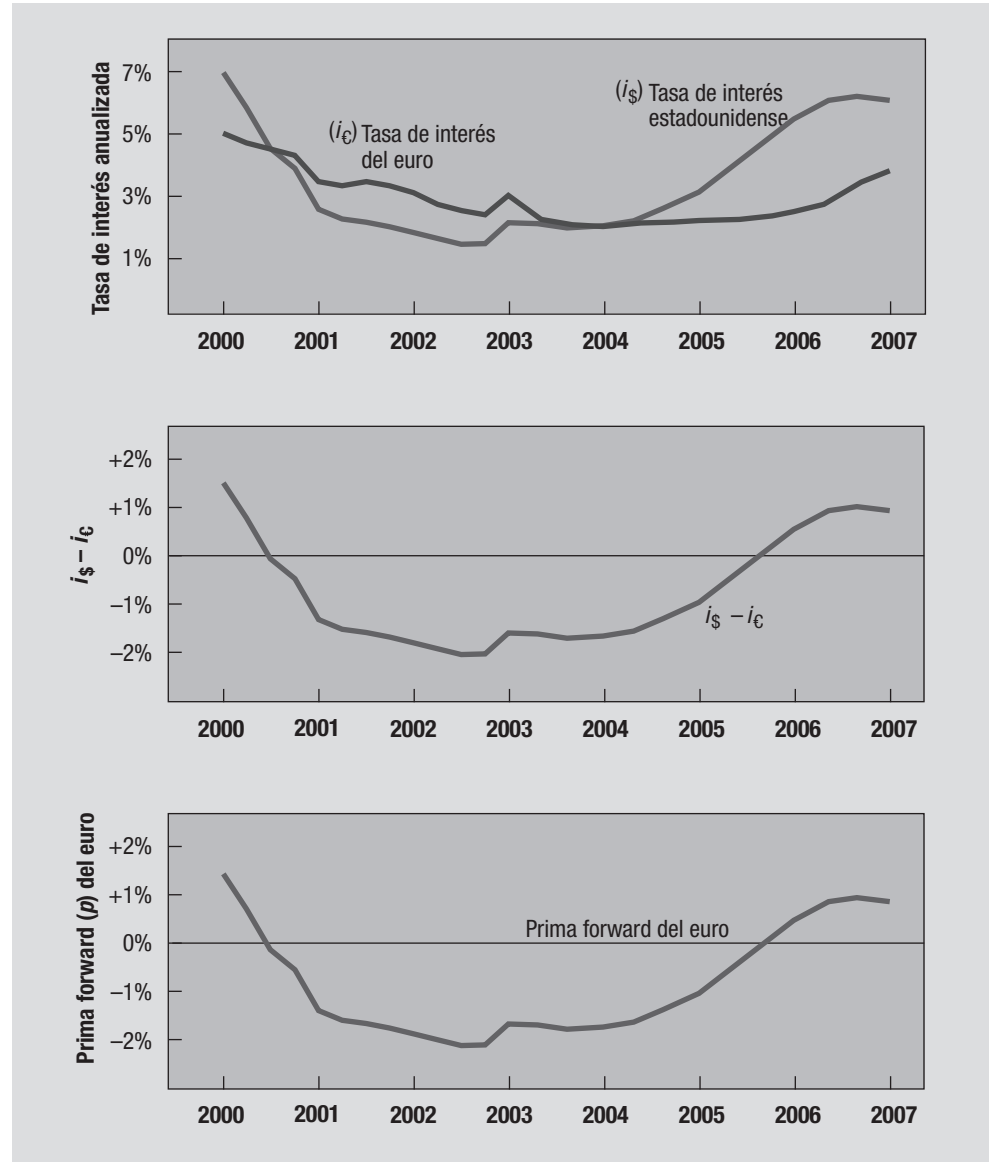 Tasa de interés anualizada
7%
5%
3%
1%
(i€) Tasa de interés
del euro
(i$) Tasa de interés
estadounidense
2000 2001 2002 2003 2004 2005 2006 2007
i$ – i€
+2%
+1%
0%
–1%
–2%
i$ – i€
2000 2001 2002 2003 2004 2005 2006 2007
Prima forward (p) del euro
+2%
+1%
0%
–1%
–2%
Prima forward del euro
2000 2001 2002 2003 2004 2005 2006 2007